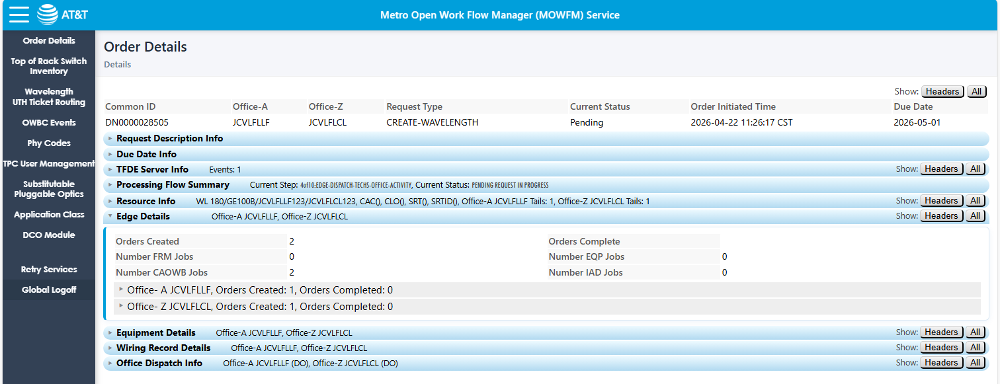 AT&T
Metro Open Work Flow Manager (MOWFM) Service
Order Details
Top of Rack Switch
Inventory
Wavelength
UTH Ticket Routing
OWBC Events
Phy Codes
TPC User Management
Substitutable
Pluggable Optics
Application Class
DCO Module
Retry Services
Global Logoff
Order Details
Details
Show: Headers All
Common ID Office-A Office-Z Request Type Current Status Order Initiated Time Due Date
DN0000028505 JCVLFLLF JCVLFLCL CREATE-WAVELENGTH Pending 2026-04-22 11:26:17 CST 2026-05-01
Request Description Info
Due Date Info
TFDE Server Info Events: 1 Show: Headers All
Processing Flow Summary Current Step: 4of10:EDGE-DISPATCH-TECHS-OFFICE-ACTIVITY, Current Status: PENDING REQUEST IN PROGRESS
Resource Info WL 180/GE100B/JCVLFLLF123/JCVLFLCL123, CAC(), CLO(), SRT(), SRTID(), Office-A JCVLFLLF Tails: 1, Office-Z JCVLFLCL Tails: 1 Show: Headers All
Edge Details Office-A JCVLFLLF, Office-Z JCVLFLCL Show: Headers All
Orders Created 2 Orders Complete
Number FRM Jobs 0 Number EQP Jobs 0
Number CAOWB Jobs 2 Number IAD Jobs 0
Office- A JCVLFLLF, Orders Created: 1, Orders Completed: 0
Office- Z JCVLFLCL, Orders Created: 1, Orders Completed: 0
Equipment Details Office-A JCVLFLLF, Office-Z JCVLFLCL Show: Headers All
Wiring Record Details Office-A JCVLFLLF, Office-Z JCVLFLCL Show: Headers All
Office Dispatch Info Office-A JCVLFLLF (DO), Office-Z JCVLFLCL (DO) Show: Headers All